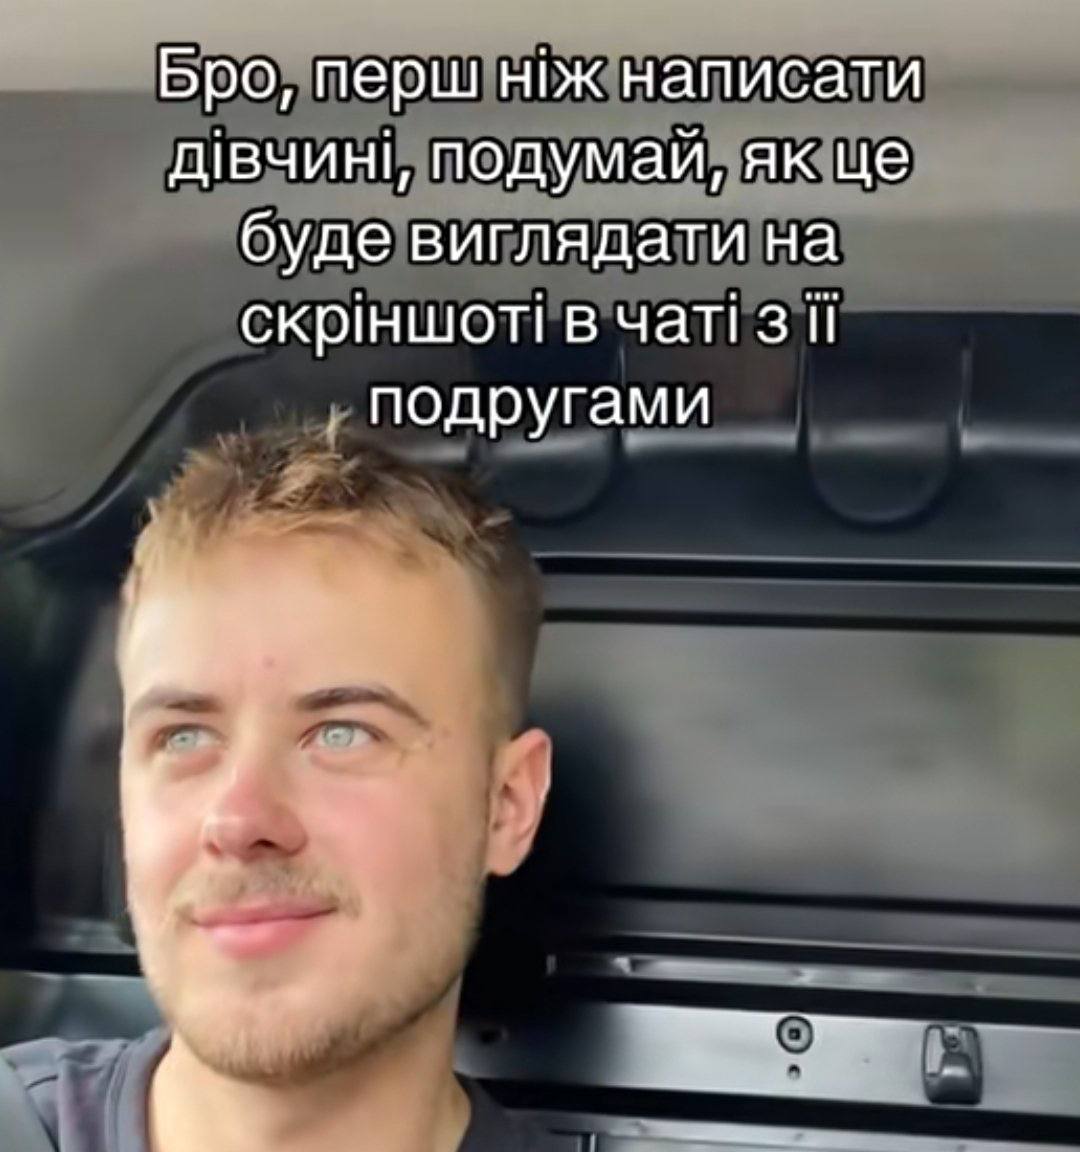 Бро, перш ніж написати
дівчині, подумай, як це
буде виглядати на
скріншоті в чаті з її
подругами